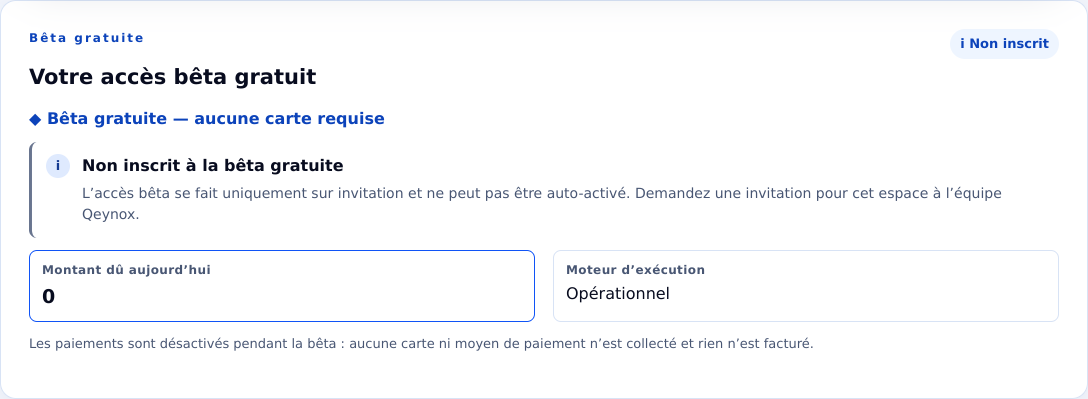 Bêta gratuite
i Non inscrit
Votre accès bêta gratuit
◆ Bêta gratuite — aucune carte requise
i
Non inscrit à la bêta gratuite
L’accès bêta se fait uniquement sur invitation et ne peut pas être auto-activé. Demandez une invitation pour cet espace à l’équipe
Qeynox.
Montant dû aujourd’hui
0
Moteur d’exécution
Opérationnel
Les paiements sont désactivés pendant la bêta : aucune carte ni moyen de paiement n’est collecté et rien n’est facturé.